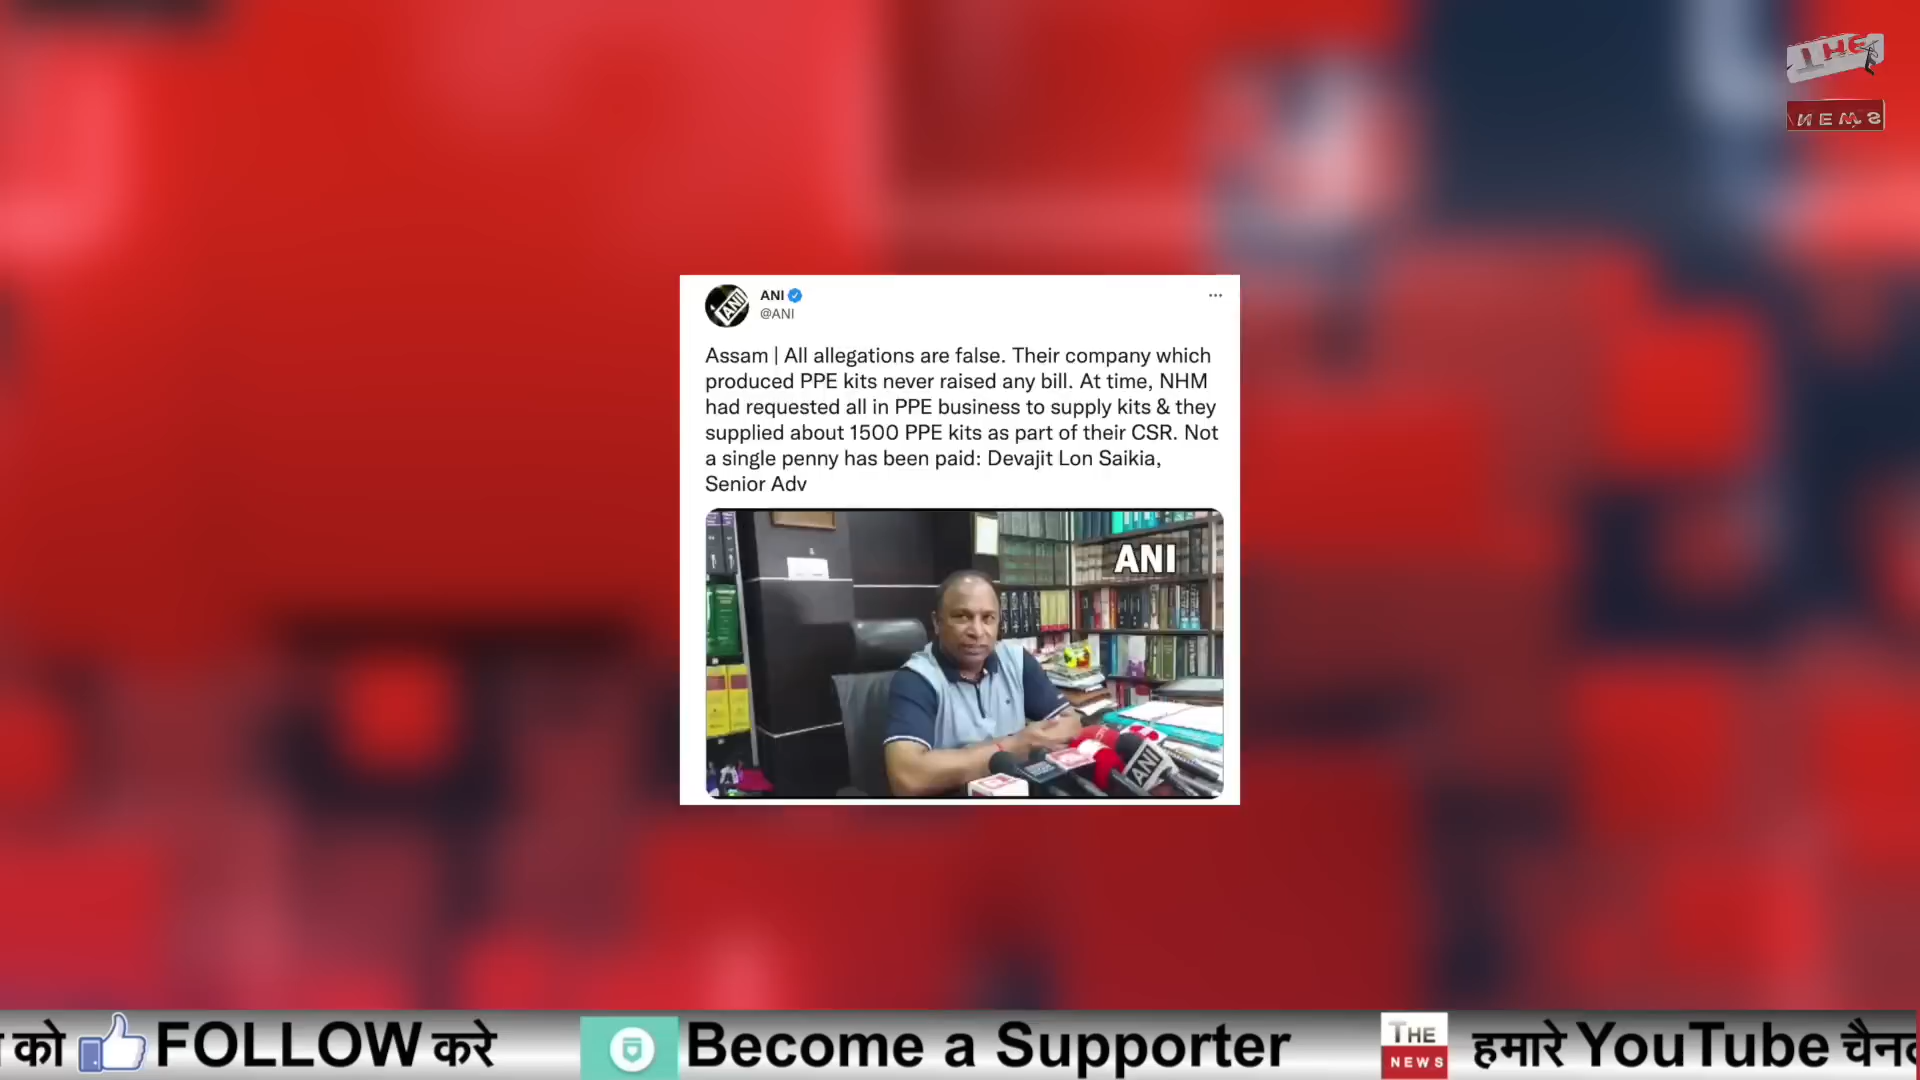 THE
NEWS
ANI
@ANI
Assam | All allegations are false. Their company which
produced PPE kits never raised any bill. At time, NHM
had requested all in PPE business to supply kits & they
supplied about 1500 PPE kits as part of their CSR. Not
a single penny has been paid: Devajit Lon Saikia,
Senior Adv
ANI
ANI
को FOLLOW करे Become a Supporter THE NEWS हमारे YouTube